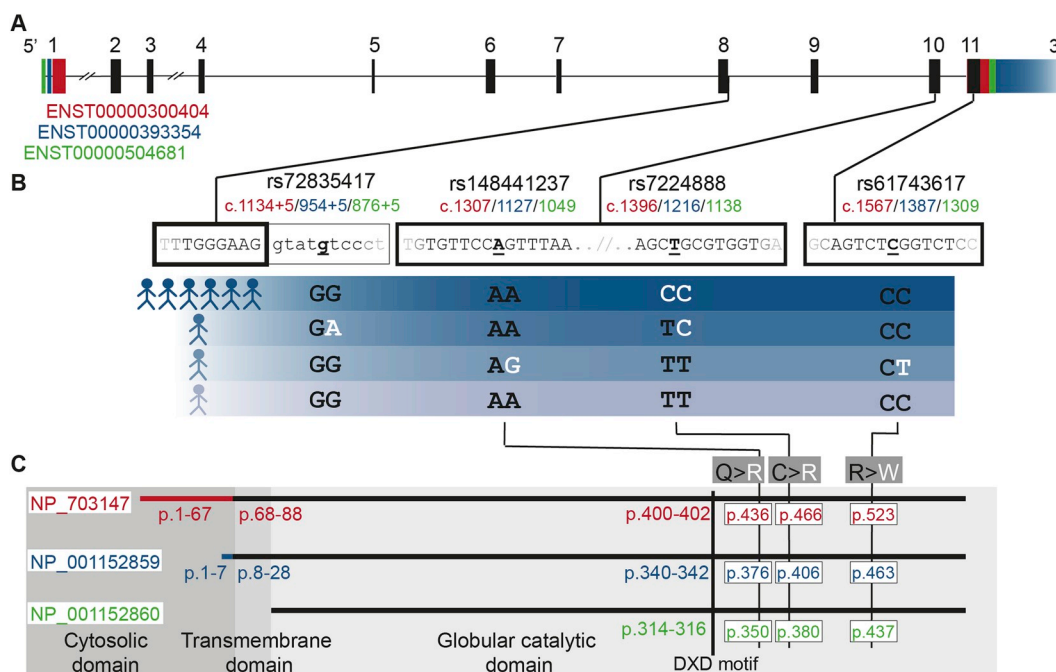 A
5' 1 2 3 4 5 6 7 8 9 10 11 3
ENST00000300404
ENST00000393354
ENST00000504681
B
rs72835417 rs148441237 rs7224888 rs61743617
c.1134+5/954+5/876+5 c.1307/1127/1049 c.1396/1216/1138 c.1567/1387/1309
TTTGGGAAG gtatgtccct TGTGTTCCAGTTTAA..//..AGCTGCGTGGTGA GCAGTCTCGGTCTCC
GG AA CC CC
GA AA TC CC
GG AG TT CT
GG AA TT CC
C
Q>R C>R R>W
NP_703147 p.1-67 p.68-88 p.400-402 p.436 p.466 p.523
NP_001152859 p.1-7 p.8-28 p.340-342 p.376 p.406 p.463
NP_001152860 p.314-316 p.350 p.380 p.437
Cytosolic domain Transmembrane domain Globular catalytic domain DXD motif